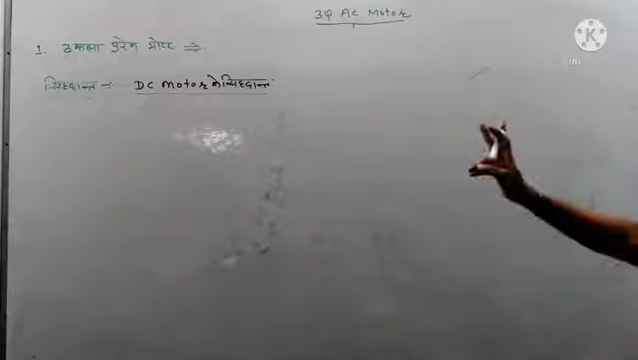 3Φ AC Motor
1. 3 कला प्रेरण मोटर ⇒
सिद्धान्त :- DC Motor के सिद्धान्त